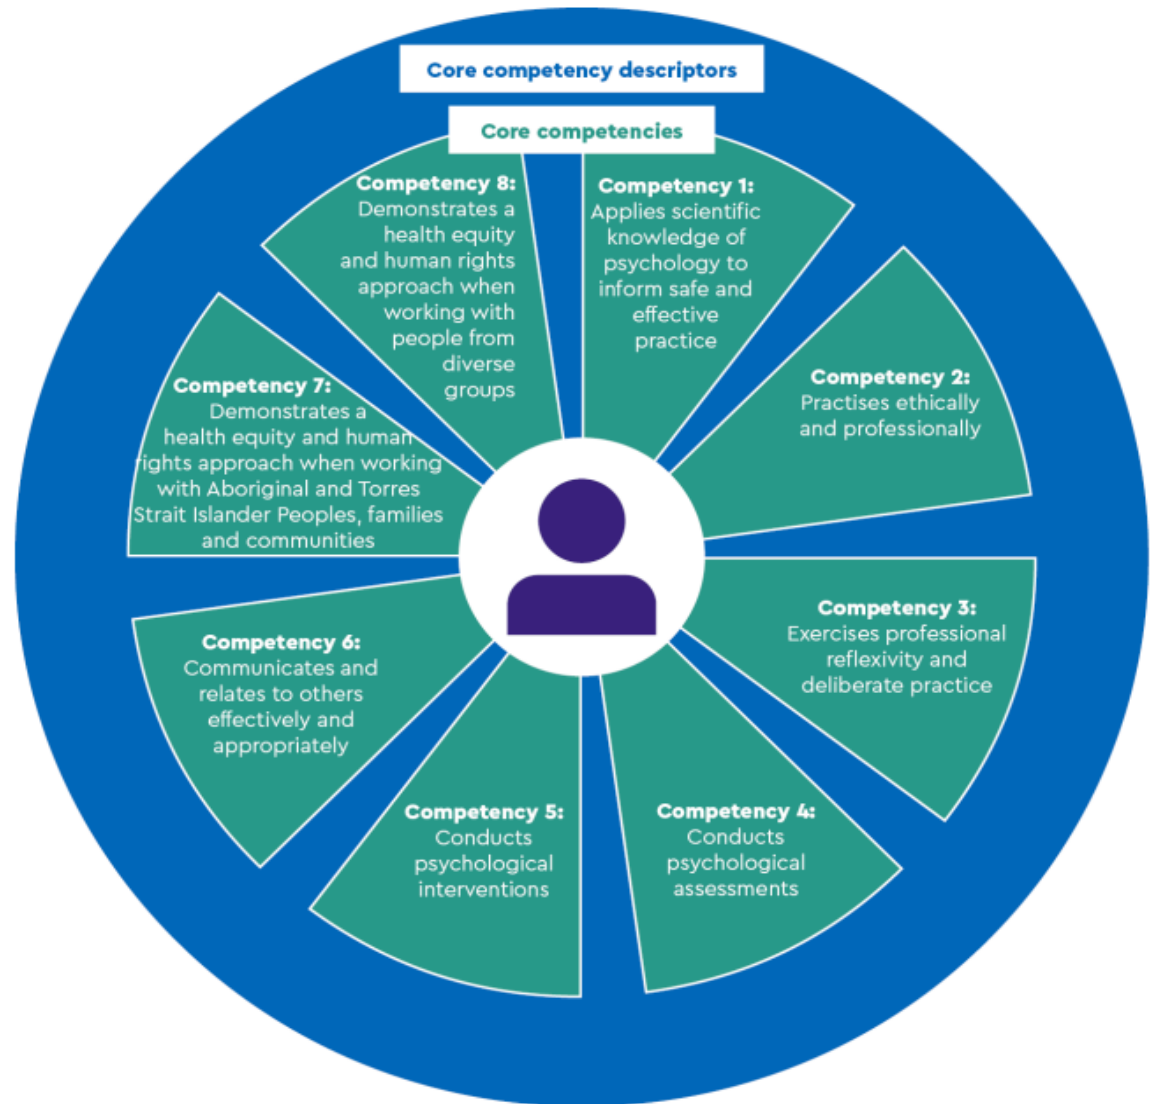 Core competency descriptors
Core competencies
Competency 1:
Applies scientific
knowledge of
psychology to
inform safe and
effective
practice
Competency 2:
Practises ethically
and professionally
Competency 3:
Exercises professional
reflexivity and
deliberate practice
Competency 4:
Conducts
psychological
assessments
Competency 5:
Conducts
psychological
interventions
Competency 6:
Communicates and
relates to others
effectively and
appropriately
Competency 7:
Demonstrates a
health equity and human
rights approach when working
with Aboriginal and Torres
Strait Islander Peoples, families
and communities
Competency 8:
Demonstrates a
health equity
and human rights
approach when
working with
people from
diverse
groups